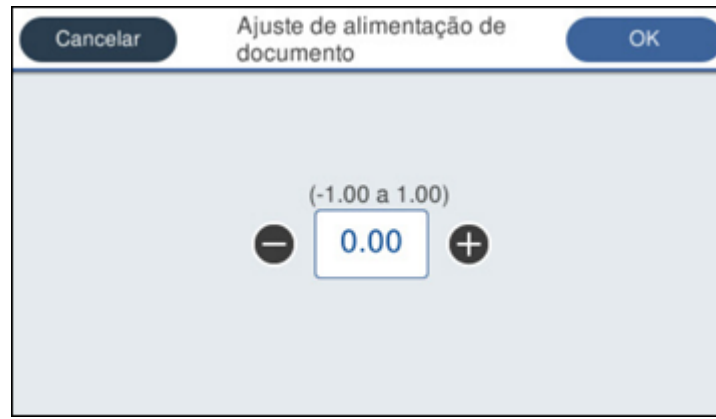 Cancelar
Ajuste de alimentação de
documento
OK
(-1.00 a 1.00)
0.00